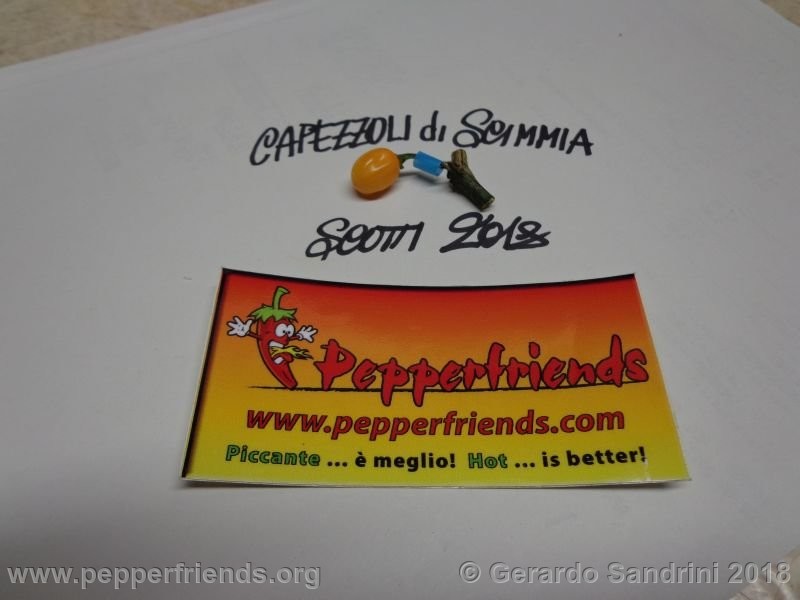 CAPEZZOLI di SCIMMIA
SCOTTI 2018
Pepperfriends
www.pepperfriends.com
Piccante ... è meglio! Hot ... is better!
www.pepperfriends.org © Gerardo Sandrini 2018